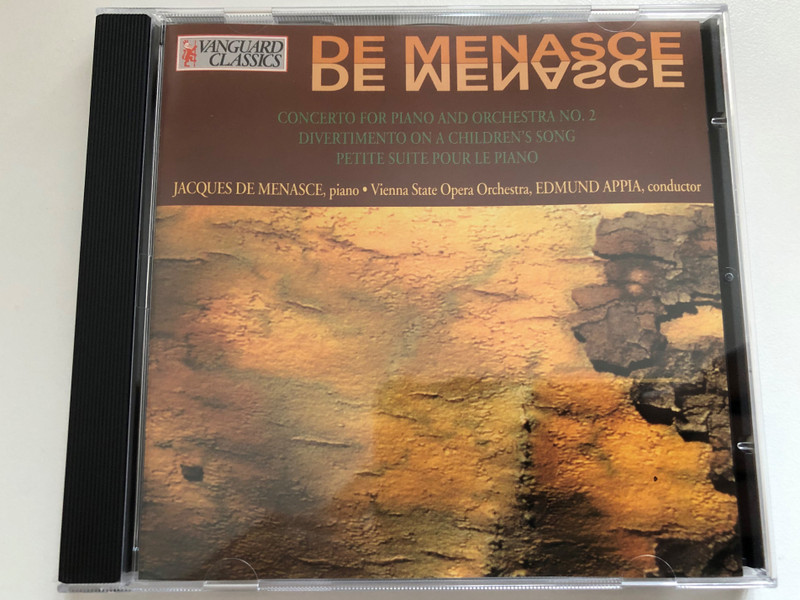 VANGUARD
CLASSICS
DE MENASCE
DE MENASCE
CONCERTO FOR PIANO AND ORCHESTRA NO. 2
DIVERTIMENTO ON A CHILDREN'S SONG
PETITE SUITE POUR LE PIANO
JACQUES DE MENASCE, piano • Vienna State Opera Orchestra, EDMUND APPIA, conductor